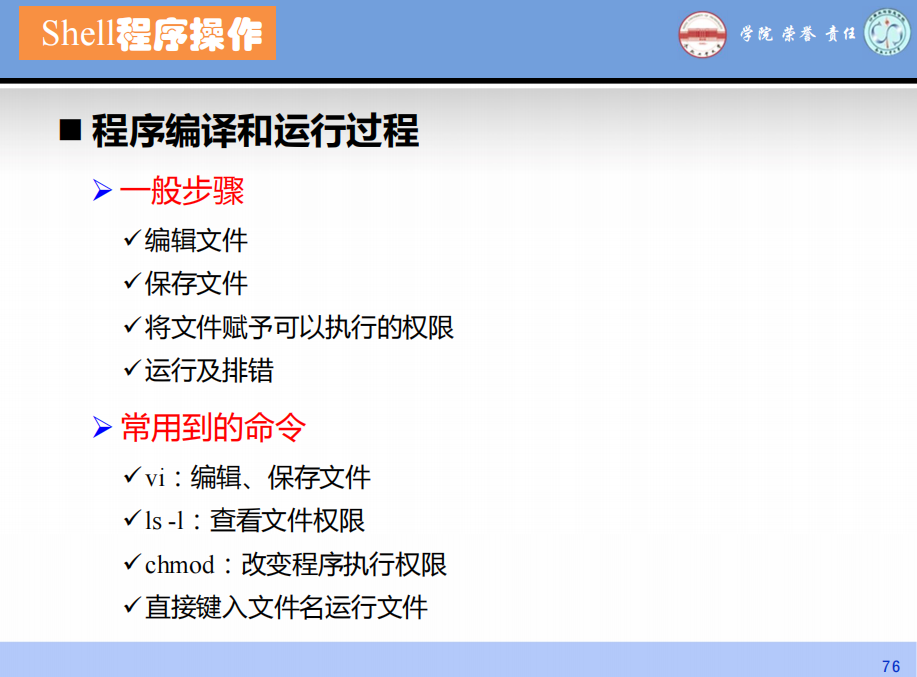 Shell程序操作
学院 荣誉 责任
■ 程序编译和运行过程
➢ 一般步骤
✓编辑文件
✓保存文件
✓将文件赋予可以执行的权限
✓运行及排错
➢ 常用到的命令
✓vi：编辑、保存文件
✓ls -l：查看文件权限
✓chmod：改变程序执行权限
✓直接键入文件名运行文件
76